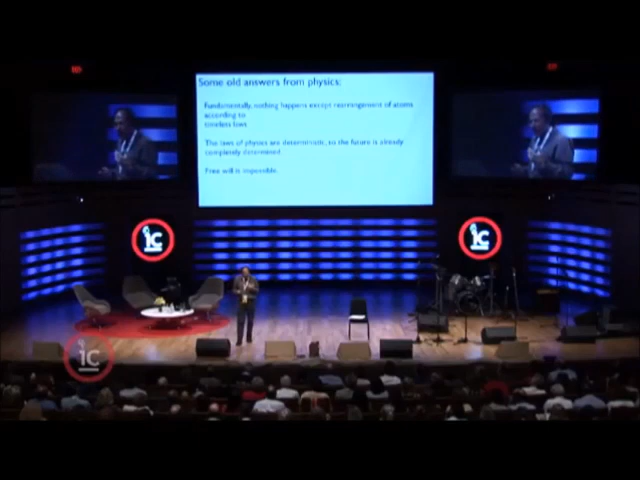 Some old answers from physics:
Fundamentally, nothing happens except rearrangement of atoms
according to
timeless laws
The laws of physics are deterministic, so the future is already
completely determined.
Free will is impossible.
ic
ic
ic